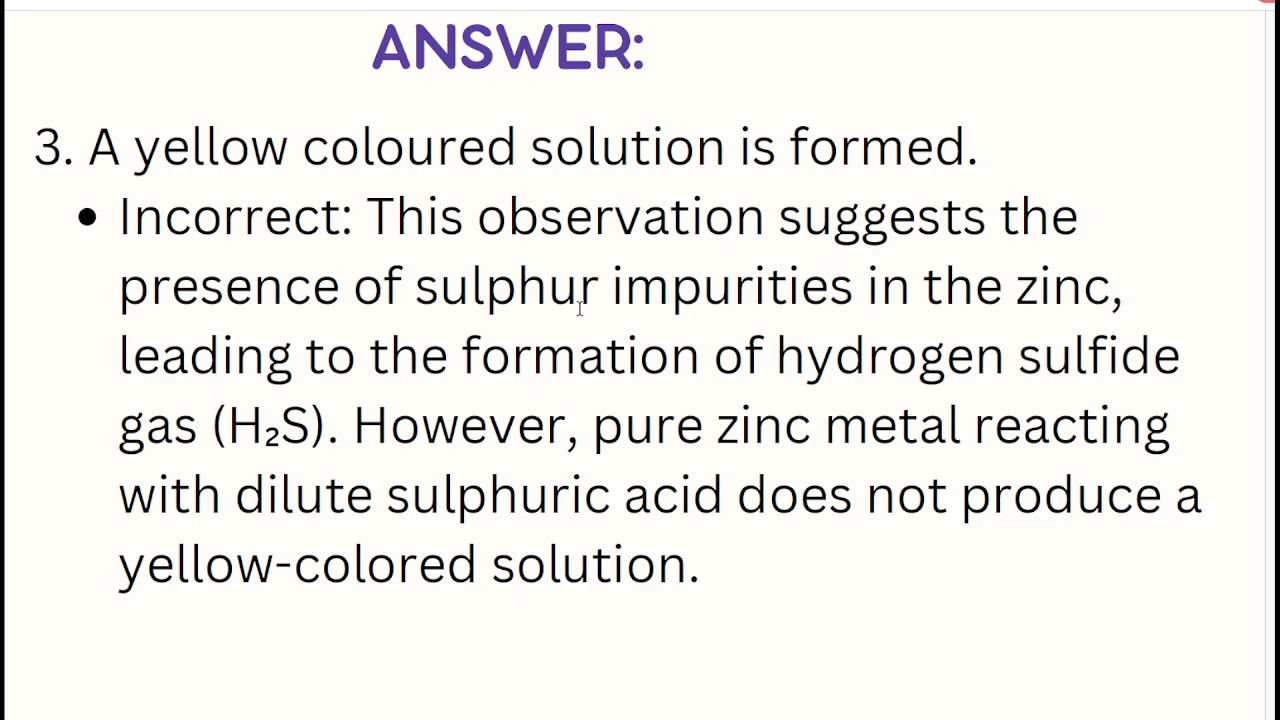 ANSWER:
3. A yellow coloured solution is formed.
• Incorrect: This observation suggests the
presence of sulphur impurities in the zinc,
leading to the formation of hydrogen sulfide
gas (H₂S). However, pure zinc metal reacting
with dilute sulphuric acid does not produce a
yellow-colored solution.